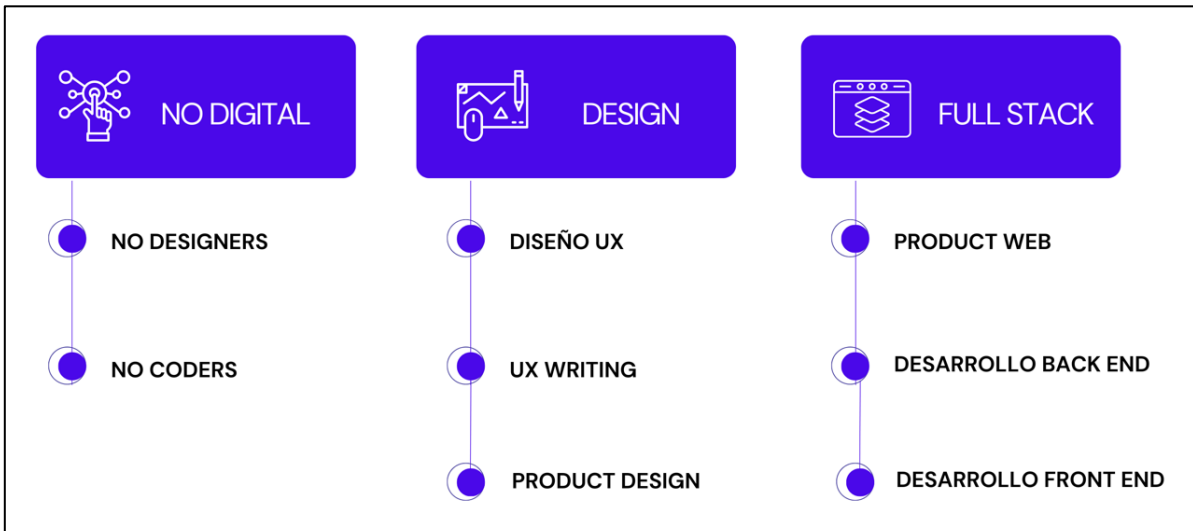 NO DIGITAL
NO DESIGNERS
NO CODERS
DESIGN
DISEÑO UX
UX WRITING
PRODUCT DESIGN
FULL STACK
PRODUCT WEB
DESARROLLO BACK END
DESARROLLO FRONT END